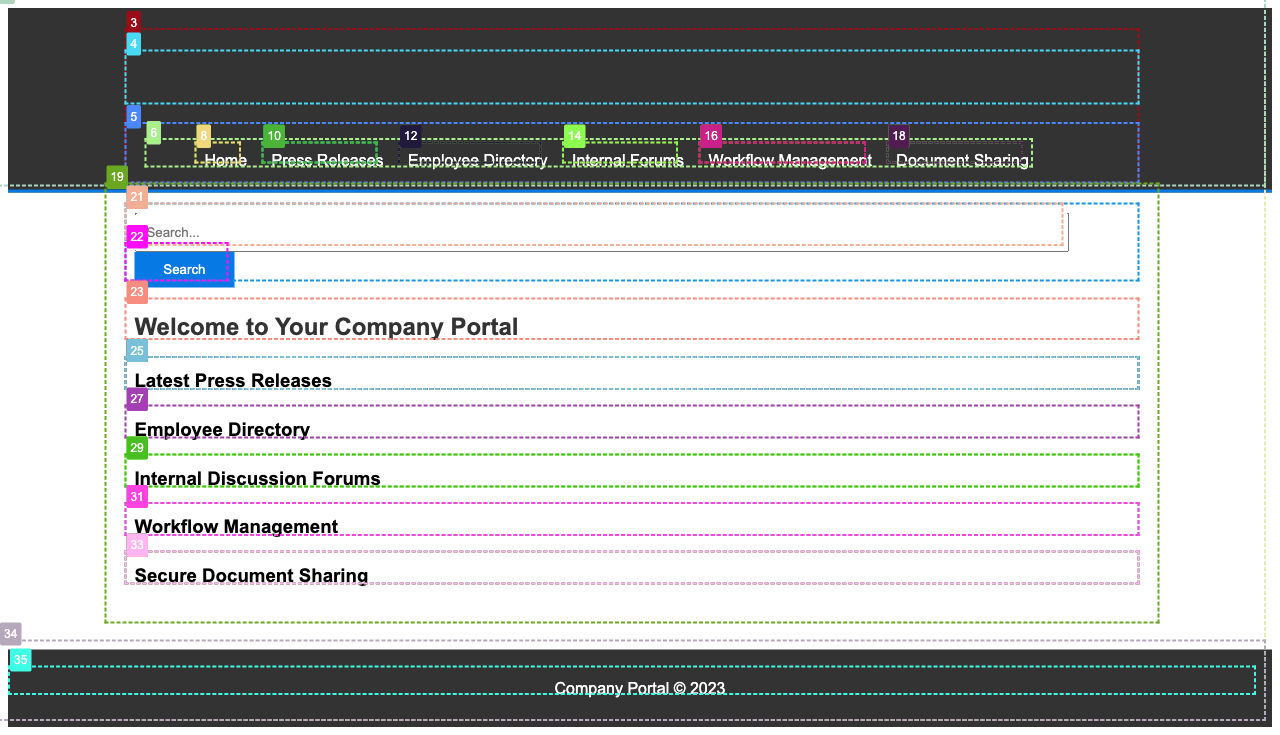 3
4
5
6
8
10
12
14
16
18
Home
Press Releases
Employee Directory
Internal Forums
Workflow Management
Document Sharing
19
21
Search...
22
Search
23
Welcome to Your Company Portal
25
Latest Press Releases
27
Employee Directory
29
Internal Discussion Forums
31
Workflow Management
33
Secure Document Sharing
34
35
Company Portal © 2023